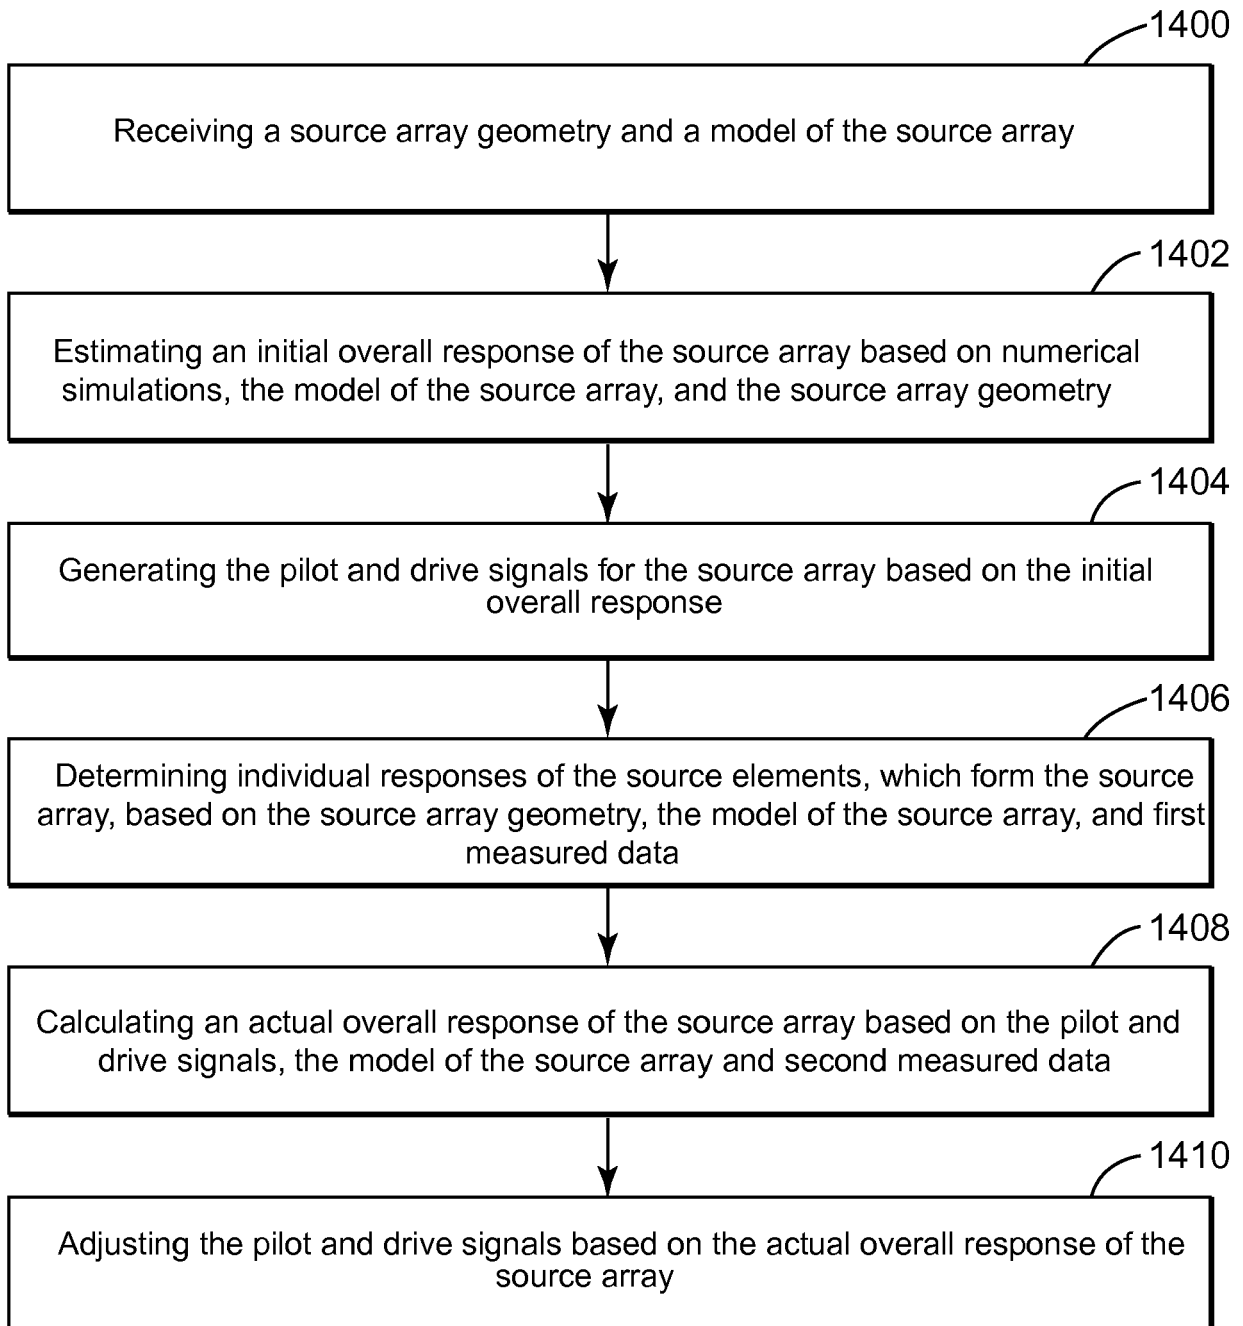 1400
Receiving a source array geometry and a model of the source array
1402
Estimating an initial overall response of the source array based on numerical
simulations, the model of the source array, and the source array geometry
1404
Generating the pilot and drive signals for the source array based on the initial
overall response
1406
Determining individual responses of the source elements, which form the source
array, based on the source array geometry, the model of the source array, and first
measured data
1408
Calculating an actual overall response of the source array based on the pilot and
drive signals, the model of the source array and second measured data
1410
Adjusting the pilot and drive signals based on the actual overall response of the
source array